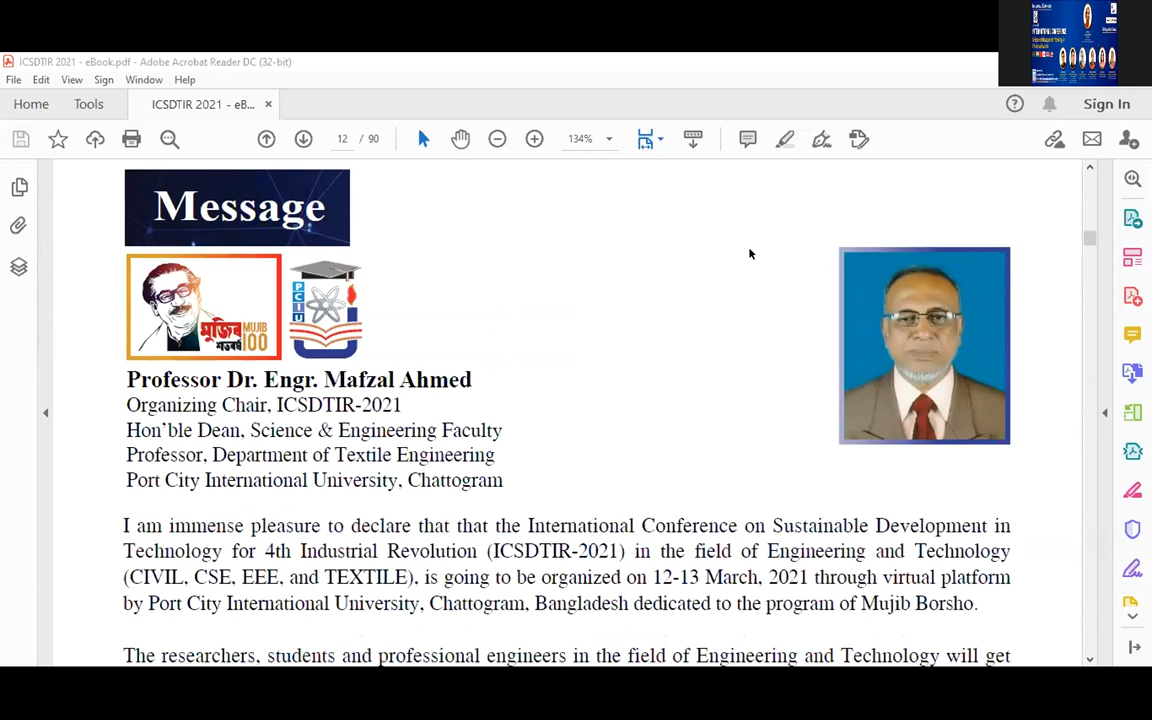 INTERNATIONAL CONFERENCE
ICSDTIR 2021 - eBook.pdf - Adobe Acrobat Reader DC (32-bit)
File Edit View Sign Window Help
Home Tools ICSDTIR 2021 - eB... × Sign In
12 / 90 134%
Message
মুজিব MUJIB
শতবর্ষ 100
PCIU
Professor Dr. Engr. Mafzal Ahmed
Organizing Chair, ICSDTIR-2021
Hon'ble Dean, Science & Engineering Faculty
Professor, Department of Textile Engineering
Port City International University, Chattogram
I am immense pleasure to declare that that the International Conference on Sustainable Development in
Technology for 4th Industrial Revolution (ICSDTIR-2021) in the field of Engineering and Technology
(CIVIL, CSE, EEE, and TEXTILE), is going to be organized on 12-13 March, 2021 through virtual platform
by Port City International University, Chattogram, Bangladesh dedicated to the program of Mujib Borsho.
The researchers, students and professional engineers in the field of Engineering and Technology will get